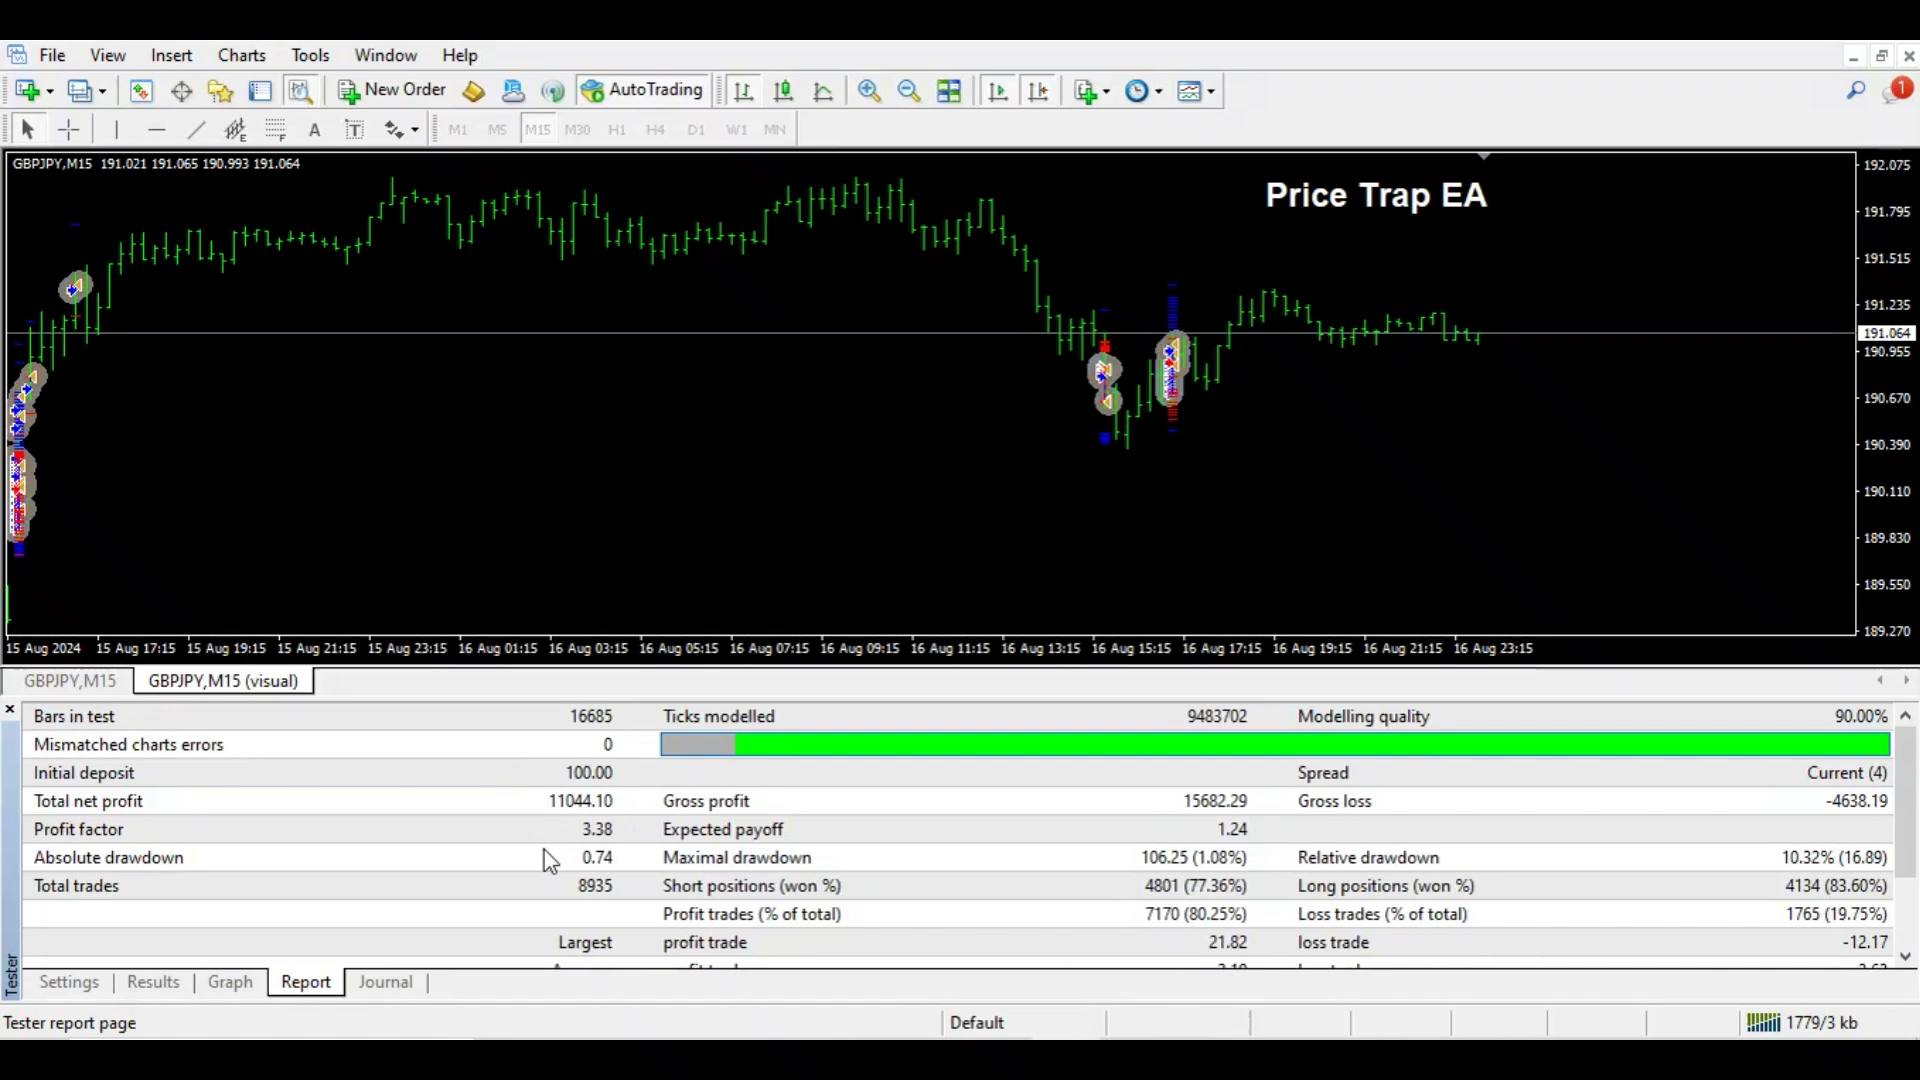 File View Insert Charts Tools Window Help
New Order AutoTrading 1
A T E F M1 M5 M15 M30 H1 H4 D1 W1 MN
GBPJPY,M15 191.021 191.065 190.993 191.064
Price Trap EA
192.075
191.795
191.515
191.235
191.064
190.955
190.670
190.390
190.110
189.830
189.550
189.270
15 Aug 2024 15 Aug 17:15 15 Aug 19:15 15 Aug 21:15 15 Aug 23:15 16 Aug 01:15 16 Aug 03:15 16 Aug 05:15 16 Aug 07:15 16 Aug 09:15 16 Aug 11:15 16 Aug 13:15 16 Aug 15:15 16 Aug 17:15 16 Aug 19:15 16 Aug 21:15 16 Aug 23:15
GBPJPY,M15 GBPJPY,M15 (visual)
Bars in test 16685 Ticks modelled 9483702 Modelling quality 90.00%
Mismatched charts errors 0
Initial deposit 100.00 Spread Current (4)
Total net profit 11044.10 Gross profit 15682.29 Gross loss -4638.19
Profit factor 3.38 Expected payoff 1.24
Absolute drawdown 0.74 Maximal drawdown 106.25 (1.08%) Relative drawdown 10.32% (16.89)
Total trades 8935 Short positions (won %) 4801 (77.36%) Long positions (won %) 4134 (83.60%)
Profit trades (% of total) 7170 (80.25%) Loss trades (% of total) 1765 (19.75%)
Largest profit trade 21.82 loss trade -12.17
Tester
Settings Results Graph Report Journal
Tester report page Default 1779/3 kb